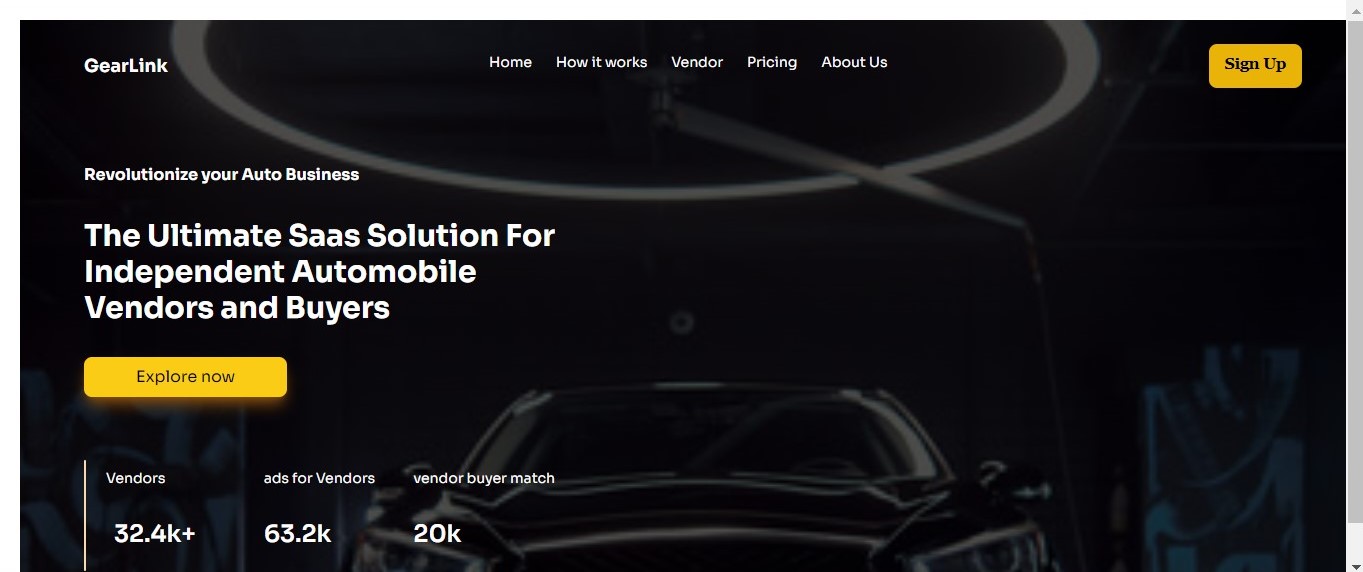 GearLink
Home How it works Vendor Pricing About Us
Sign Up
Revolutionize your Auto Business
The Ultimate Saas Solution For
Independent Automobile
Vendors and Buyers
Explore now
Vendors ads for Vendors vendor buyer match
32.4k+ 63.2k 20k